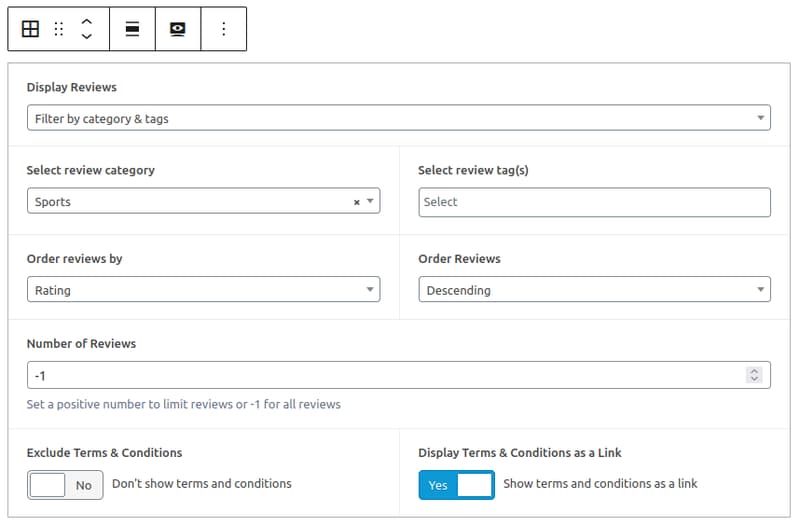 Display Reviews
Filter by category & tags
Select review category
Select review tag(s)
Sports
Select
Order reviews by
Order Reviews
Rating
Descending
Number of Reviews
-1
Set a positive number to limit reviews or -1 for all reviews
Exclude Terms & Conditions
Display Terms & Conditions as a Link
No Don't show terms and conditions
Yes Show terms and conditions as a link